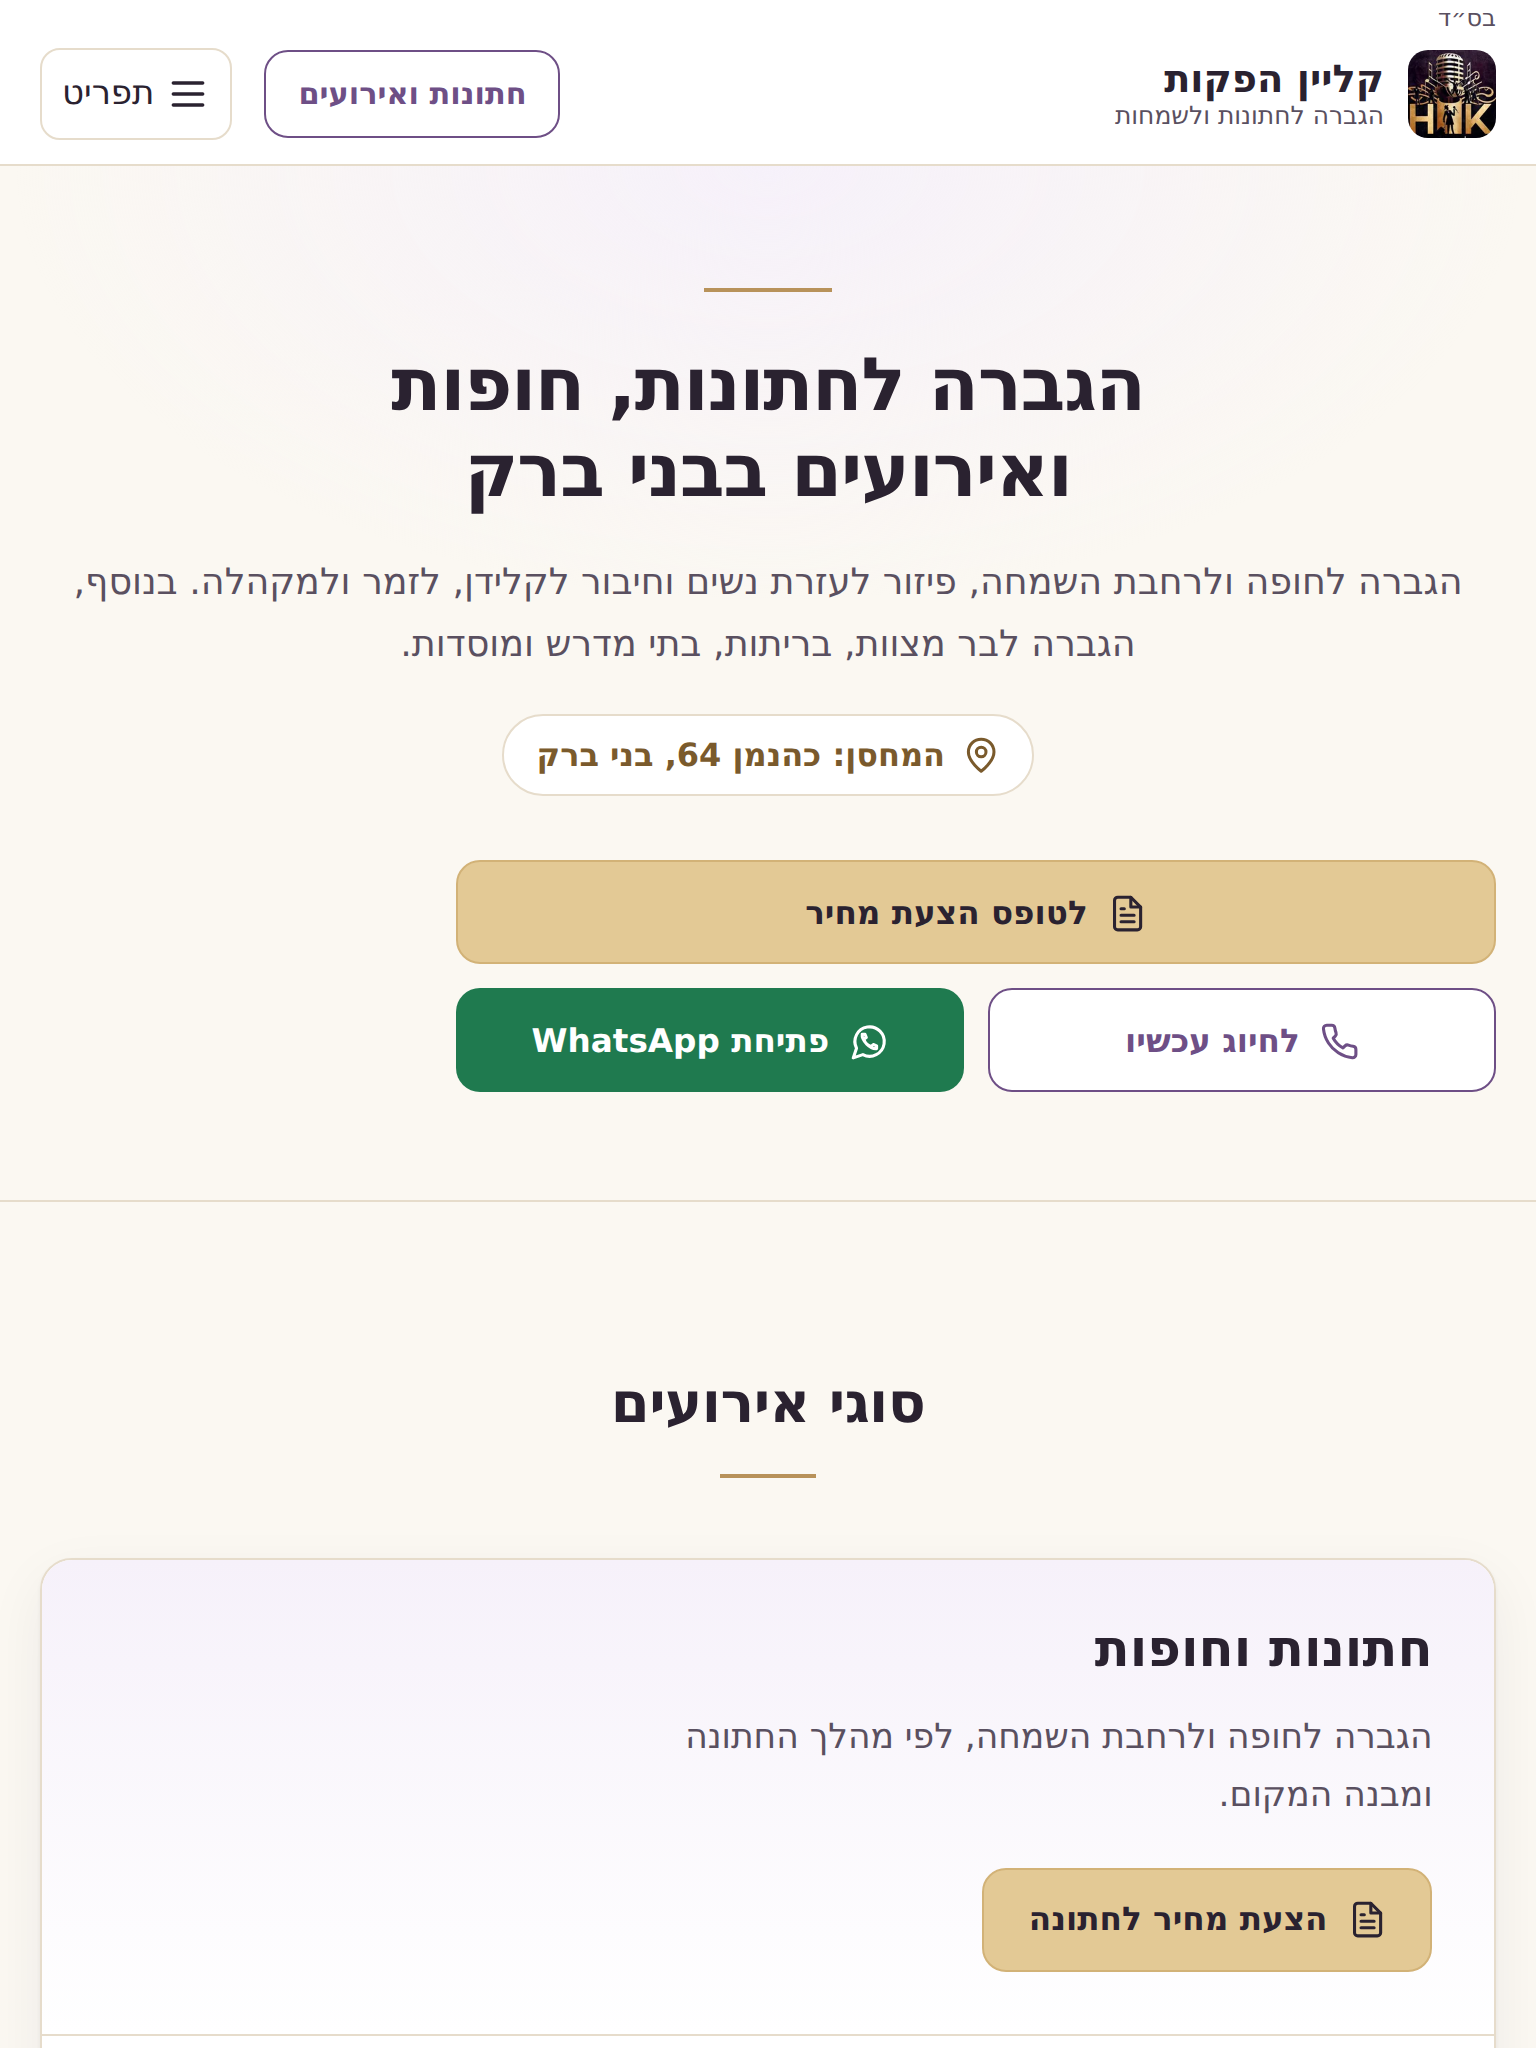 בס״ד
קליין הפקות
הגברה לחתונות ולשמחות
חתונות ואירועים
תפריט
הגברה לחתונות, חופות
ואירועים בבני ברק
הגברה לחופה ולרחבת השמחה, פיזור לעזרת נשים וחיבור לקלידן, לזמר ולמקהלה. בנוסף,
הגברה לבר מצוות, בריתות, בתי מדרש ומוסדות.
המחסן: כהנמן 64, בני ברק
לטופס הצעת מחיר
לחיוג עכשיו
פתיחת WhatsApp
סוגי אירועים
חתונות וחופות
הגברה לחופה ולרחבת השמחה, לפי מהלך החתונה
ומבנה המקום.
הצעת מחיר לחתונה